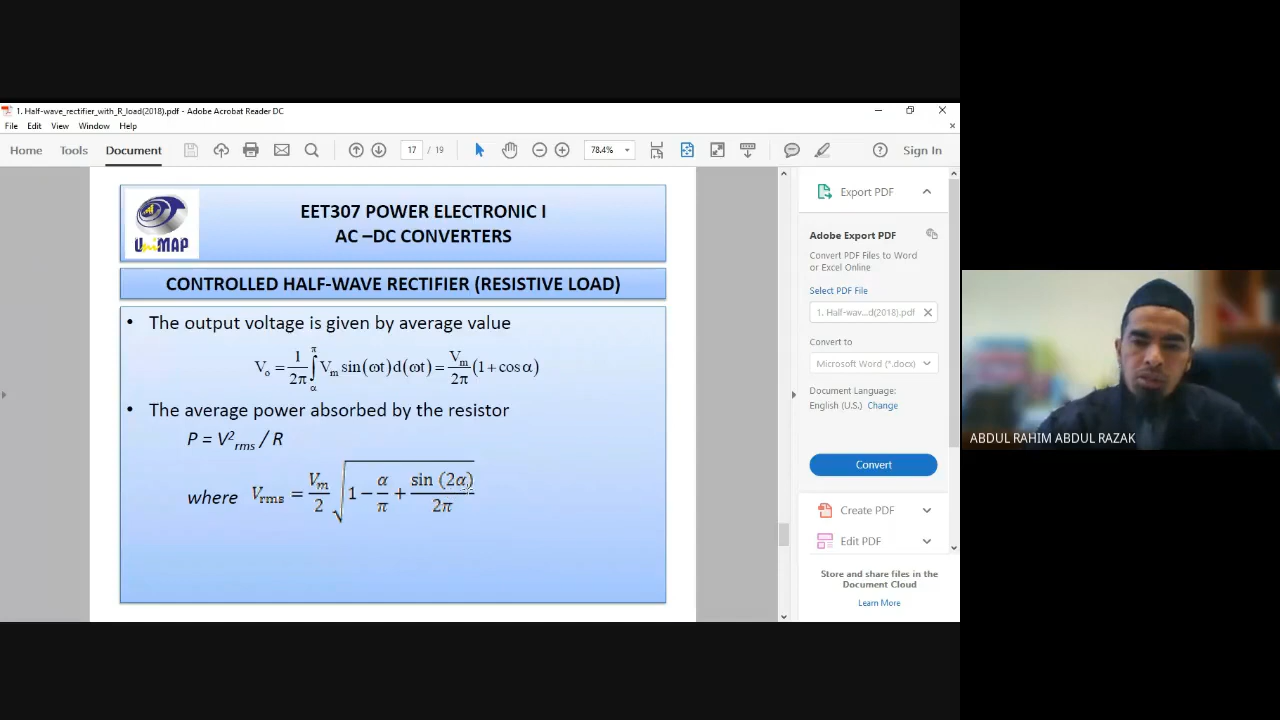 1. Half-wave_rectifier_with_R_load(2018).pdf - Adobe Acrobat Reader DC
File Edit View Window Help
Home Tools Document 17 / 19 78.4% Sign In
UniMAP
EET307 POWER ELECTRONIC I
AC –DC CONVERTERS
CONTROLLED HALF-WAVE RECTIFIER (RESISTIVE LOAD)
• The output voltage is given by average value
Vₒ = 1/2π ∫_α^π Vₘ sin(ωt)d(ωt) = Vₘ/2π (1 + cos α)
• The average power absorbed by the resistor
P = V²rms / R
where Vrms = Vm/2 √(1 − α/π + sin (2α)/2π)
Export PDF
Adobe Export PDF
Convert PDF Files to Word
or Excel Online
Select PDF File
1. Half-wav...d(2018).pdf
Convert to
Microsoft Word (*.docx)
Document Language:
English (U.S.) Change
Convert
Create PDF
Edit PDF
Store and share files in the
Document Cloud
Learn More
ABDUL RAHIM ABDUL RAZAK